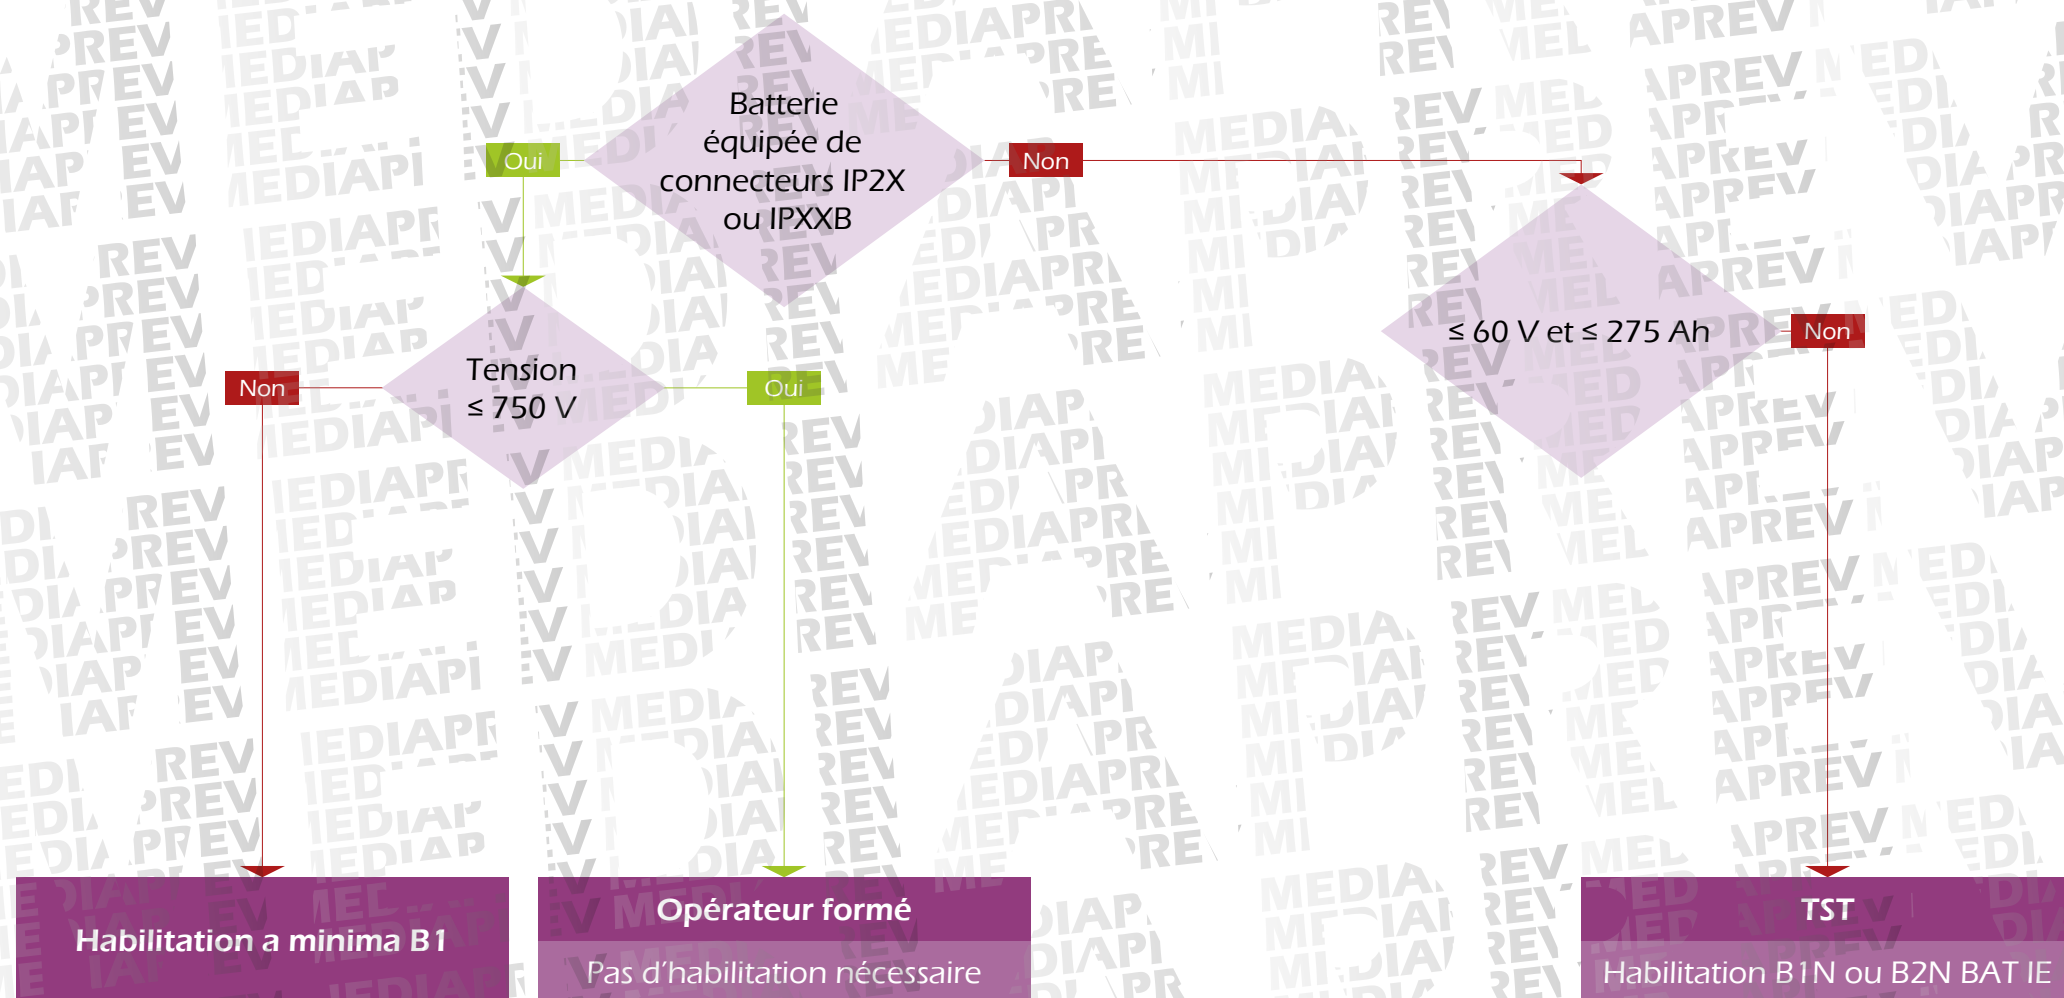 Batterie
équipée de
connecteurs IP2X
ou IPXXB
Oui
Non
Tension
≤ 750 V
Non
Oui
≤ 60 V et ≤ 275 Ah
Non
Habilitation a minima B1
Opérateur formé
Pas d’habilitation nécessaire
TST
Habilitation B1N ou B2N BAT IE